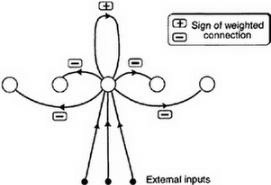 +
+ Sign of weighted
− connection
−
−
−
−
External inputs